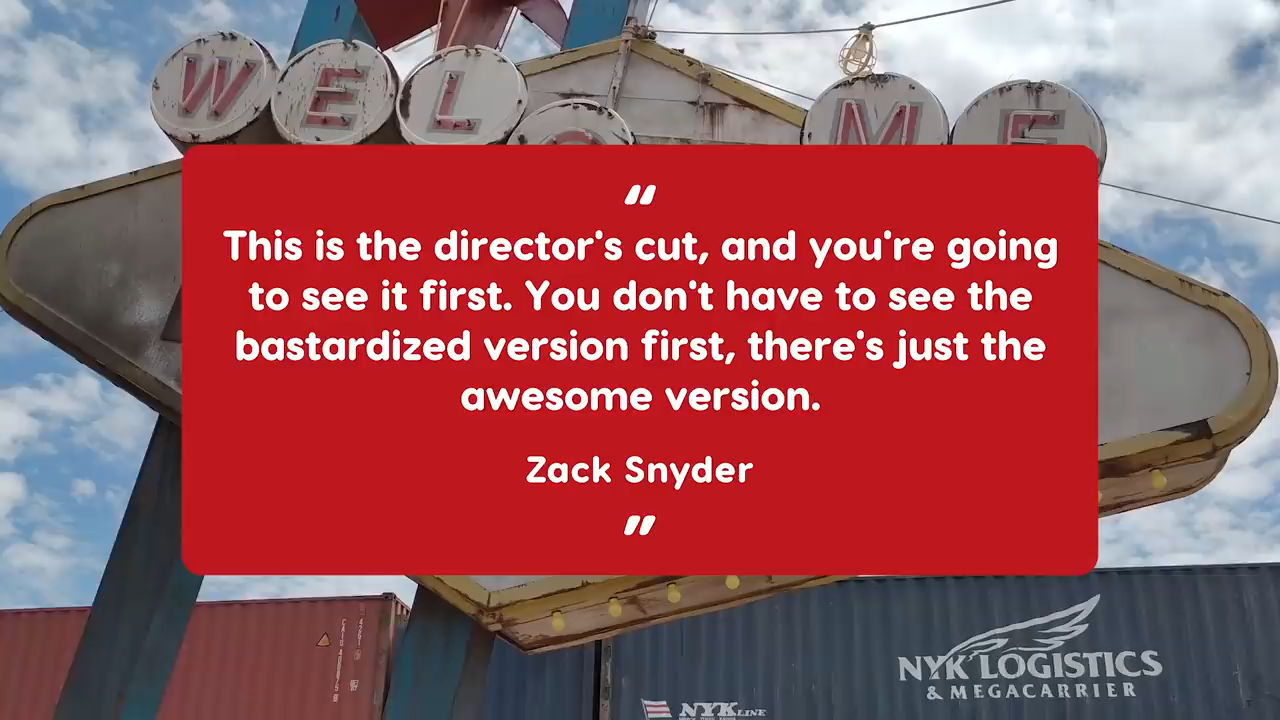 WEL ME
"
This is the director's cut, and you're going
to see it first. You don't have to see the
bastardized version first, there's just the
awesome version.
Zack Snyder
"
NYK LOGISTICS
& MEGACARRIER
NYK LINE